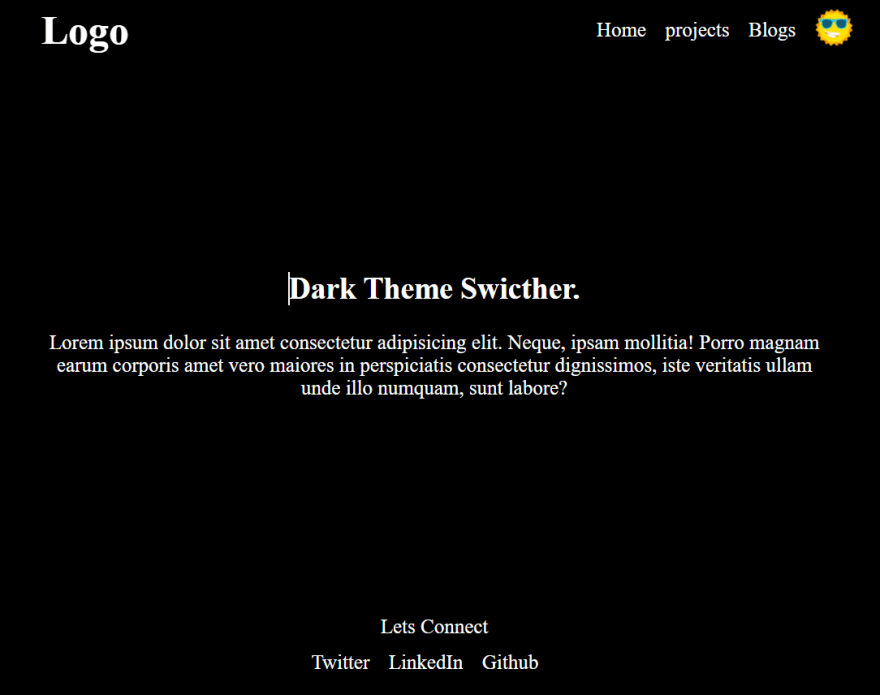 Logo
Home projects Blogs
Dark Theme Swicther.
Lorem ipsum dolor sit amet consectetur adipisicing elit. Neque, ipsam mollitia! Porro magnam
earum corporis amet vero maiores in perspiciatis consectetur dignissimos, iste veritatis ullam
unde illo numquam, sunt labore?
Lets Connect
Twitter LinkedIn Github